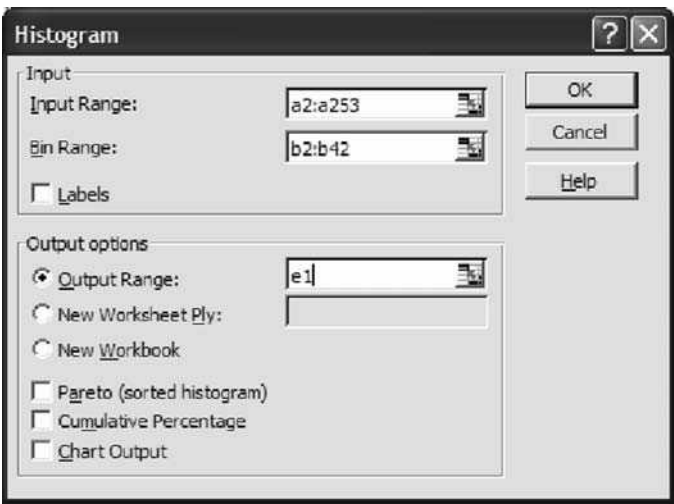 Histogram
Input
Input Range: a2:a253
Bin Range: b2:b42
Labels
OK
Cancel
Help
Output options
Output Range: e1
New Worksheet Ply:
New Workbook
Pareto (sorted histogram)
Cumulative Percentage
Chart Output